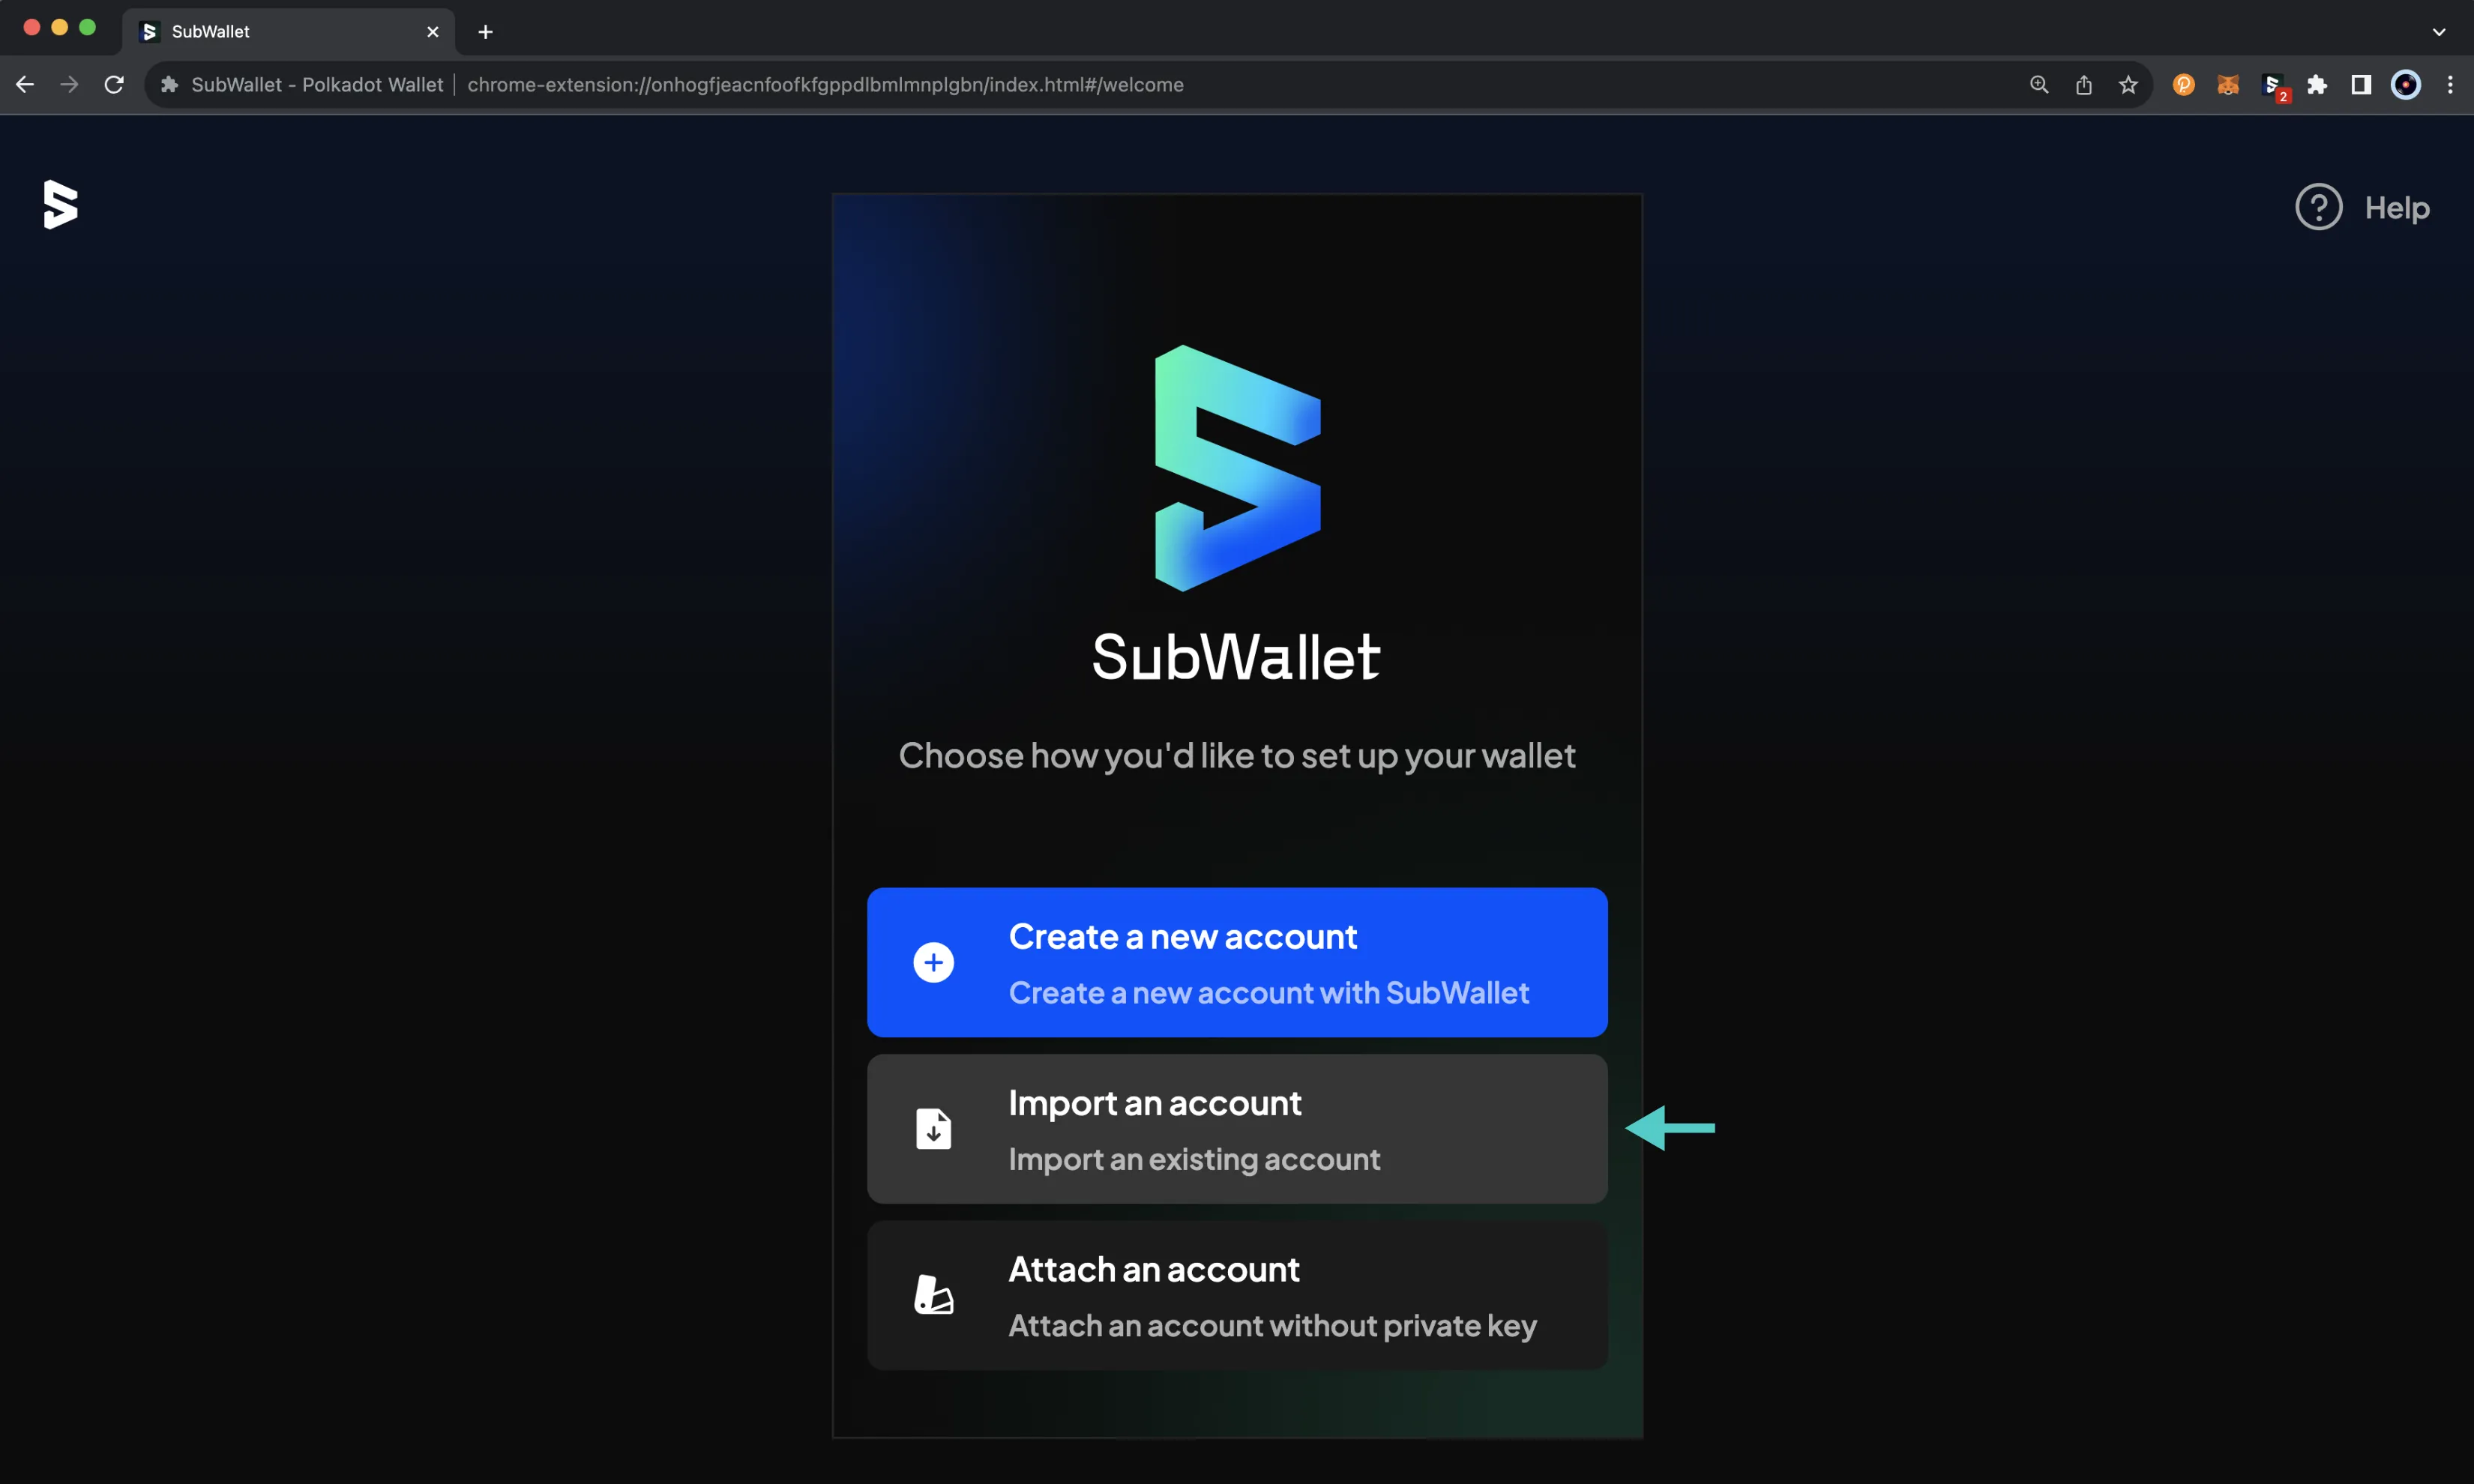 SubWallet
SubWallet - Polkadot Wallet | chrome-extension://onhogfjeacnfoofkfgppdlbmlmnplgbn/index.html#/welcome
2
Help
SubWallet
Choose how you'd like to set up your wallet
Create a new account
Create a new account with SubWallet
Import an account
Import an existing account
Attach an account
Attach an account without private key